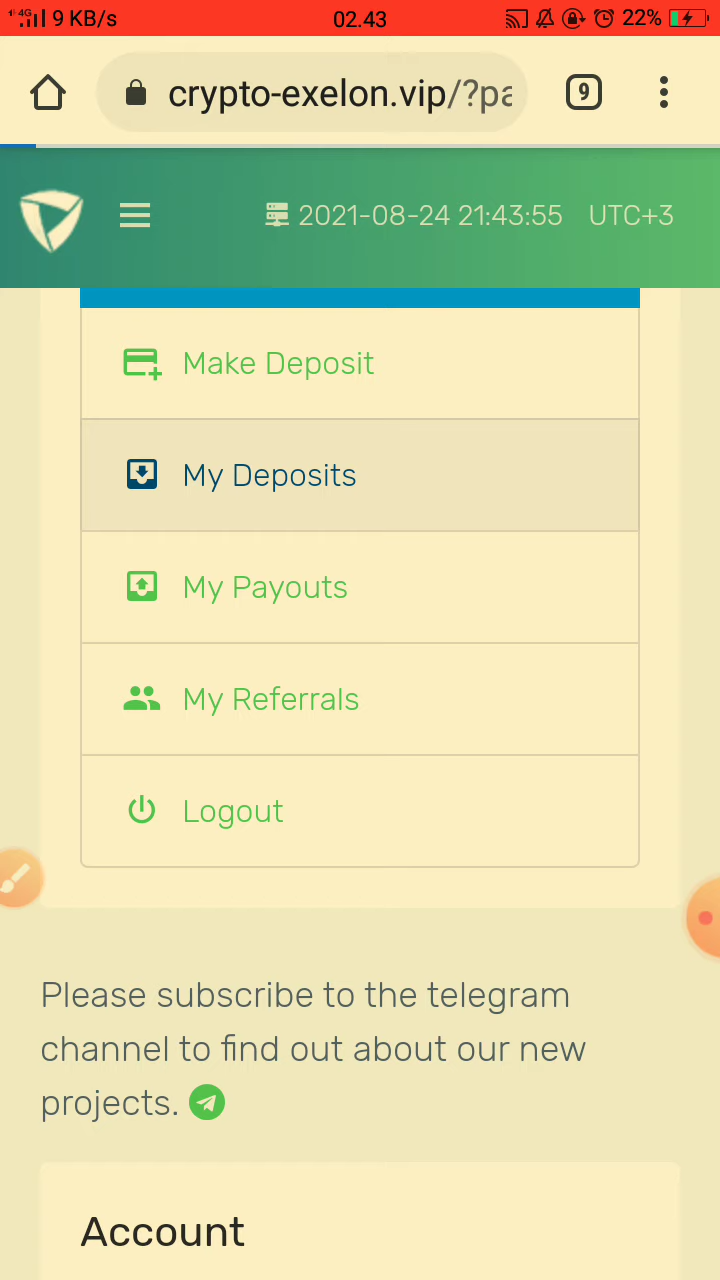 4G 9 KB/s 02.43 22%
crypto-exelon.vip/?pa 9
2021-08-24 21:43:55 UTC+3
Make Deposit
My Deposits
My Payouts
My Referrals
Logout
Please subscribe to the telegram
channel to find out about our new
projects.
Account